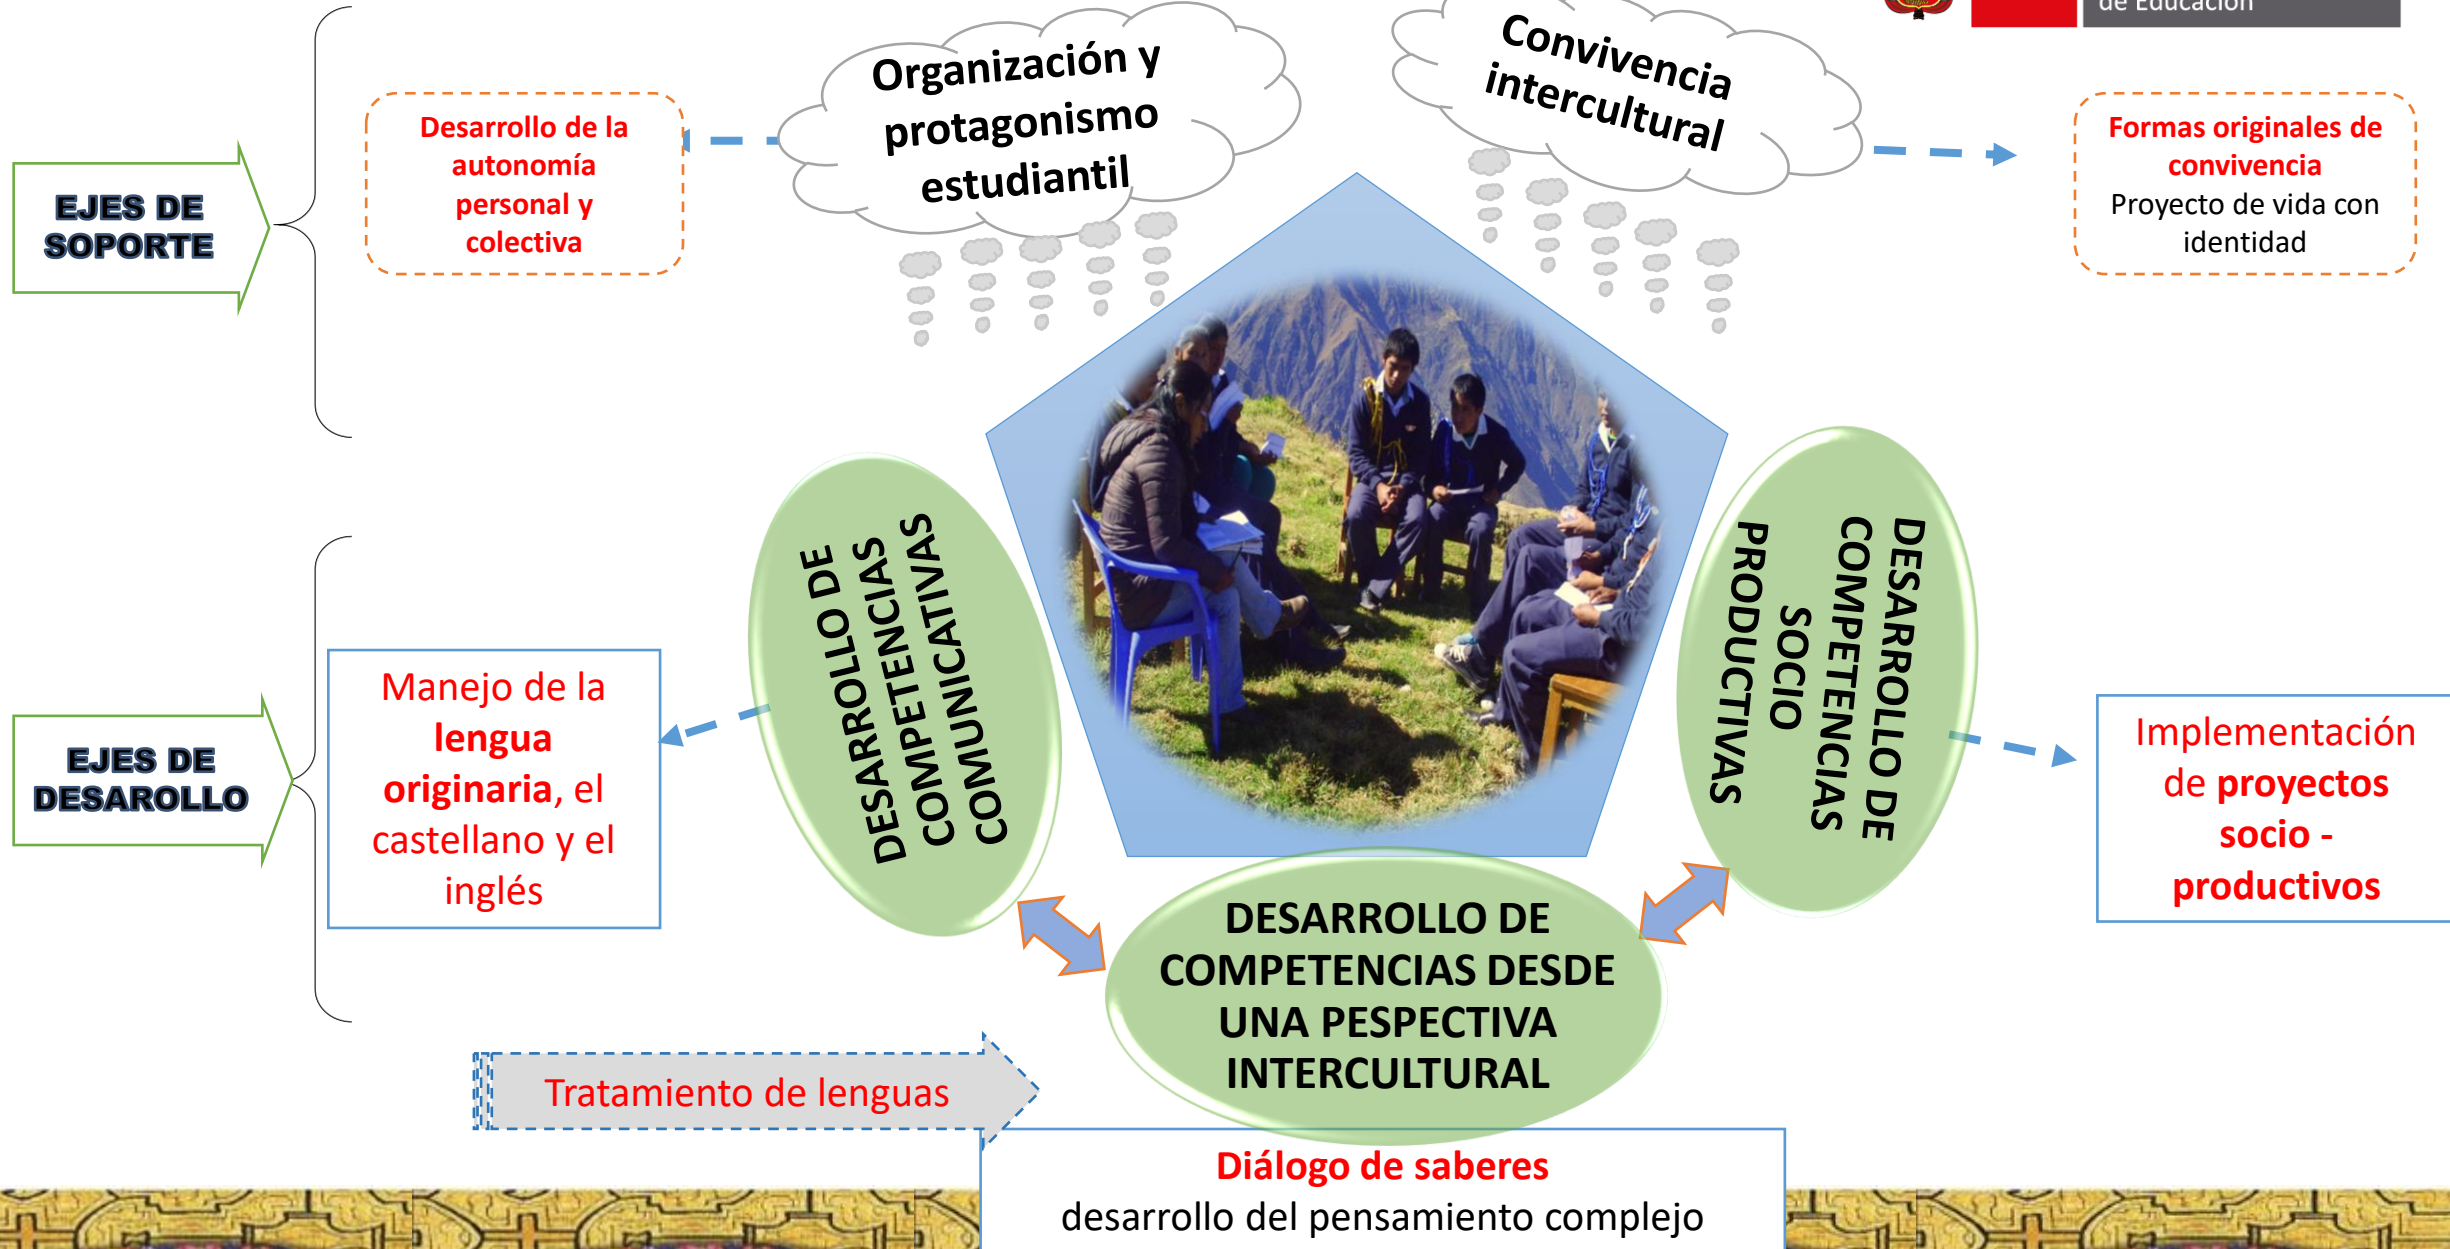 de Educación
Organización y
protagonismo
estudiantil
Convivencia
intercultural
Desarrollo de la
autonomía
personal y
colectiva
Formas originales de
convivencia
Proyecto de vida con
identidad
EJES DE
SOPORTE
DESARROLLO DE
COMPETENCIAS
COMUNICATIVAS
DESARROLLO DE
COMPETENCIAS
SOCIO
PRODUCTIVAS
Manejo de la
lengua
originaria, el
castellano y el
inglés
EJES DE
DESAROLLO
Implementación
de proyectos
socio -
productivos
DESARROLLO DE
COMPETENCIAS DESDE
UNA PESPECTIVA
INTERCULTURAL
Tratamiento de lenguas
Diálogo de saberes
desarrollo del pensamiento complejo